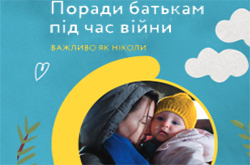 Поради батькам
під час війни
ВАЖЛИВО ЯК НІКОЛИ